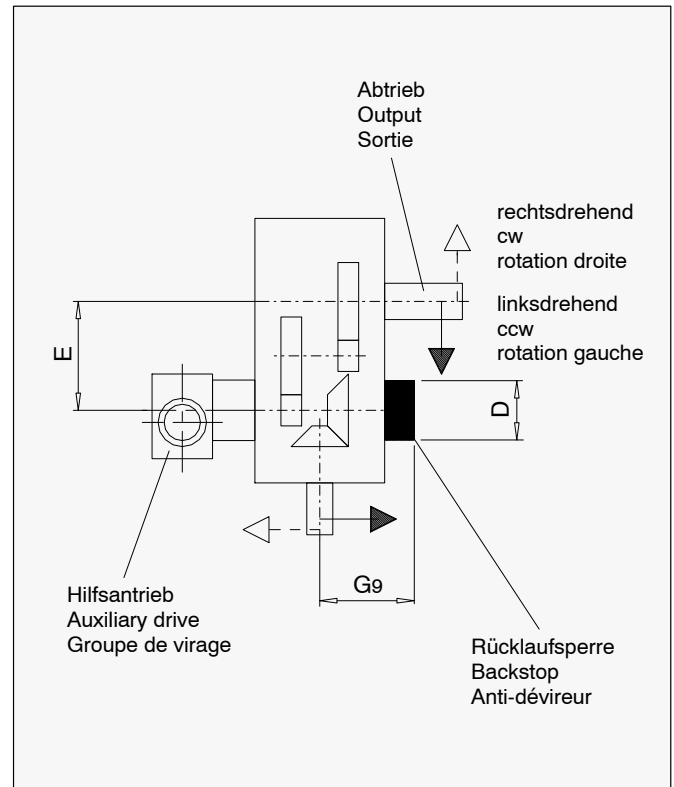 Abtrieb
Output
Sortie
rechtsdrehend
cw
rotation droite
linksdrehend
ccw
rotation gauche
E
D
G9
Hilfsantrieb
Auxiliary drive
Groupe de virage
Rücklaufsperre
Backstop
Anti-dévireur